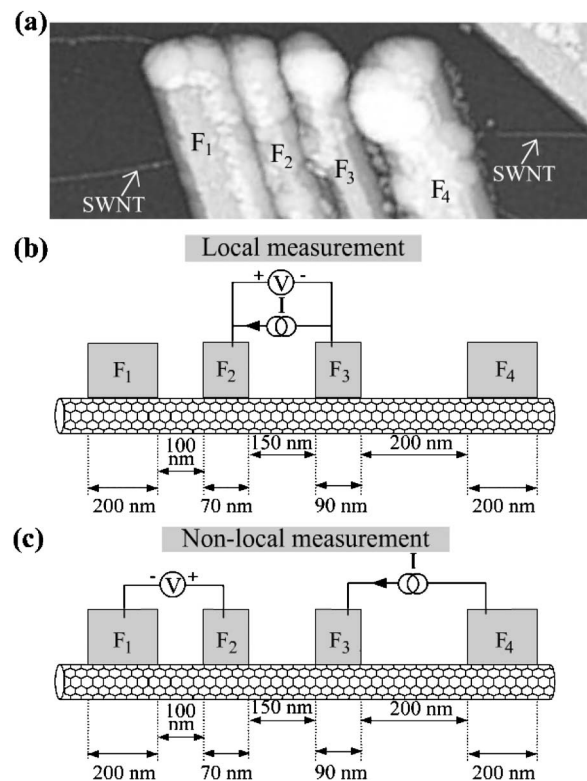 (a)
F1
F2
F3
F4
SWNT
SWNT
(b)
Local measurement
+ V -
I
F1 F2 F3 F4
100 nm
150 nm
200 nm
200 nm
70 nm
90 nm
200 nm
(c)
Non-local measurement
I
- V +
F1 F2 F3 F4
100 nm
150 nm
200 nm
200 nm
70 nm
90 nm
200 nm